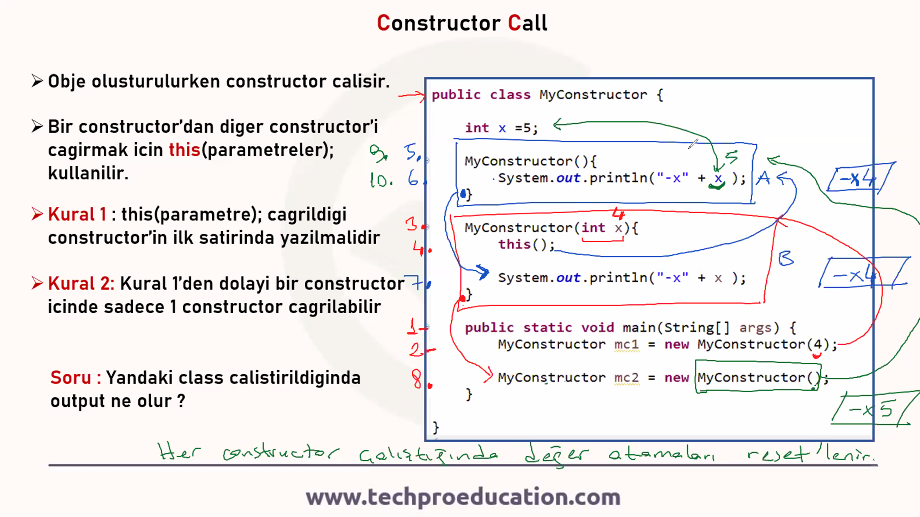 Constructor Call
Obje olusturulurken constructor calisir.
Bir constructor'dan diger constructor'i
cagirmak icin this(parametreler);
kullanilir.
Kural 1 : this(parametre); cagrildigi
constructor'in ilk satirinda yazilmalidir
Kural 2: Kural 1'den dolayi bir constructor
icinde sadece 1 constructor cagrilabilir
Soru : Yandaki class calistirildiginda
output ne olur ?
public class MyConstructor {
int x =5;
9. 5. MyConstructor(){ 5
10. 6. System.out.println("-x" + x ); A -x4
}
4
3. MyConstructor(int x){
4. this();
B
7. System.out.println("-x" + x ); -x4
}
1- public static void main(String[] args) {
2- MyConstructor mc1 = new MyConstructor(4);
8. MyConstructor mc2 = new MyConstructor();
} -x5
}
Her constructor çalıştığında değer atamaları reset'lenir.
www.techproeducation.com